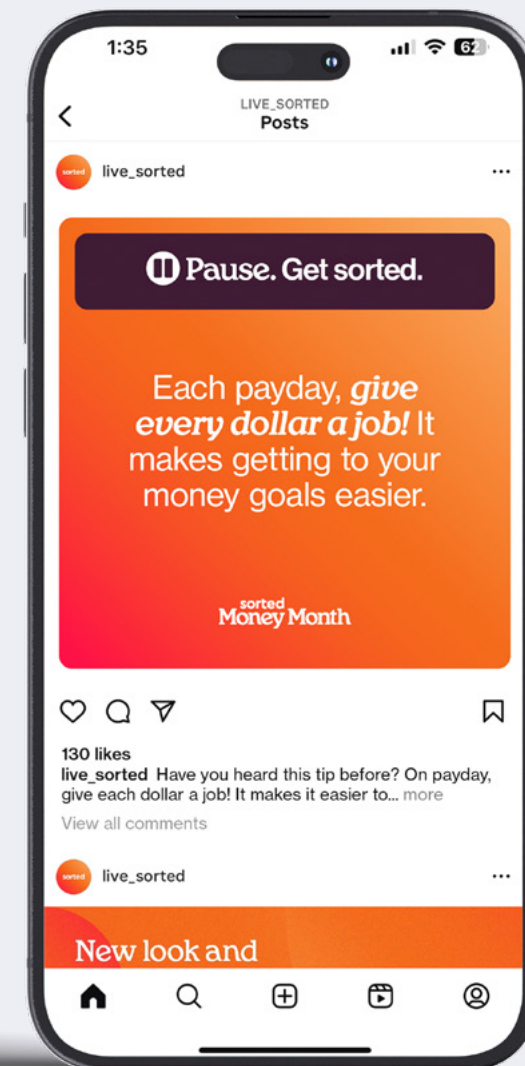 1:35
62
LIVE_SORTED
Posts
sorted
live_sorted
Pause. Get sorted.
Each payday, give
every dollar a job! It
makes getting to your
money goals easier.
sorted
Money Month
130 likes
live_sorted Have you heard this tip before? On payday,
give each dollar a job! It makes it easier to... more
View all comments
sorted
live_sorted
New look and